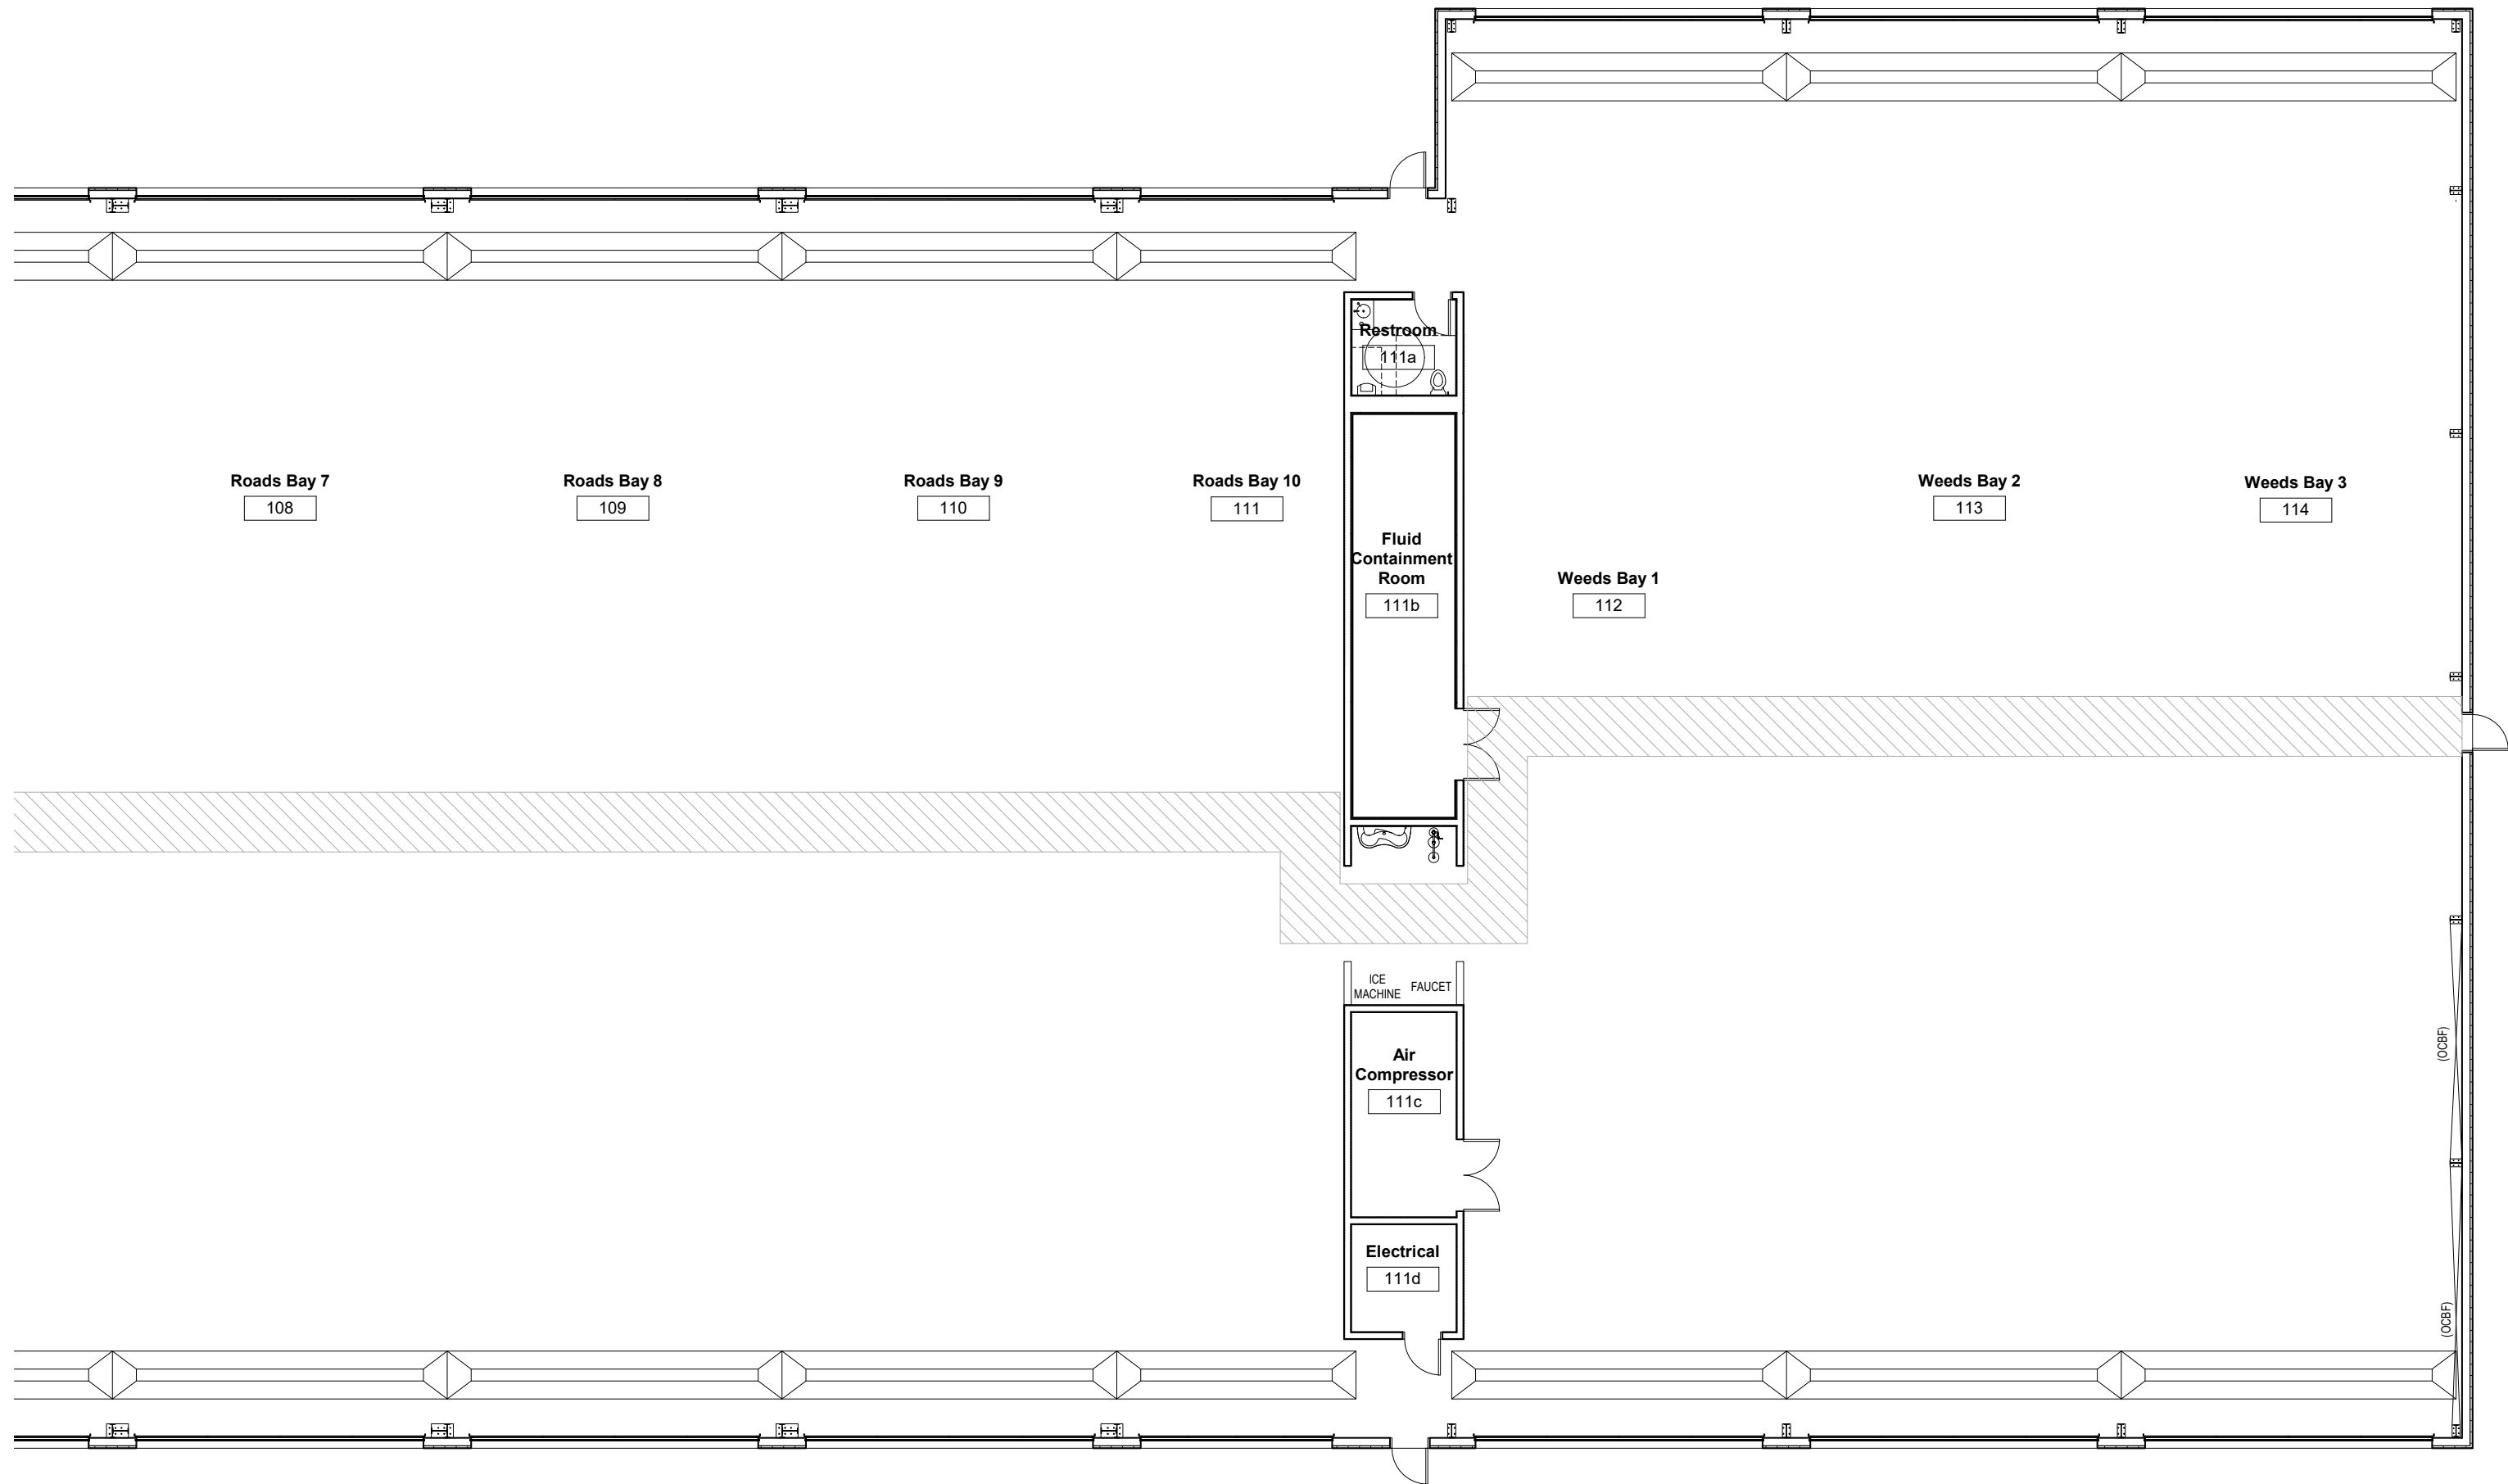 Restroom
111a
Roads Bay 7
108
Roads Bay 8
109
Roads Bay 9
110
Roads Bay 10
111
Fluid
Containment
Room
111b
Weeds Bay 1
112
Weeds Bay 2
113
Weeds Bay 3
114
ICE
MACHINE
FAUCET
Air
Compressor
111c
(OCBF)
Electrical
111d
(OCBF)